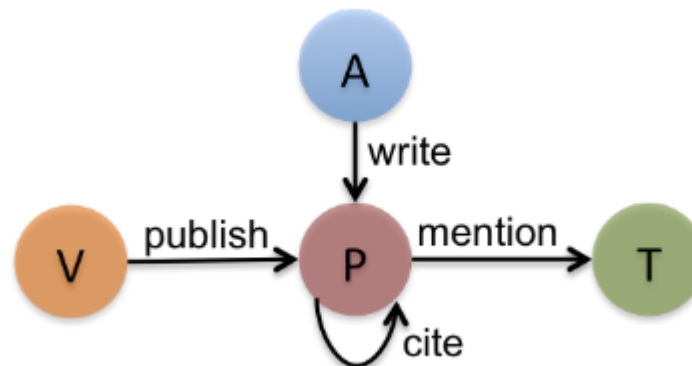 A
write
V
publish
P
mention
T
cite